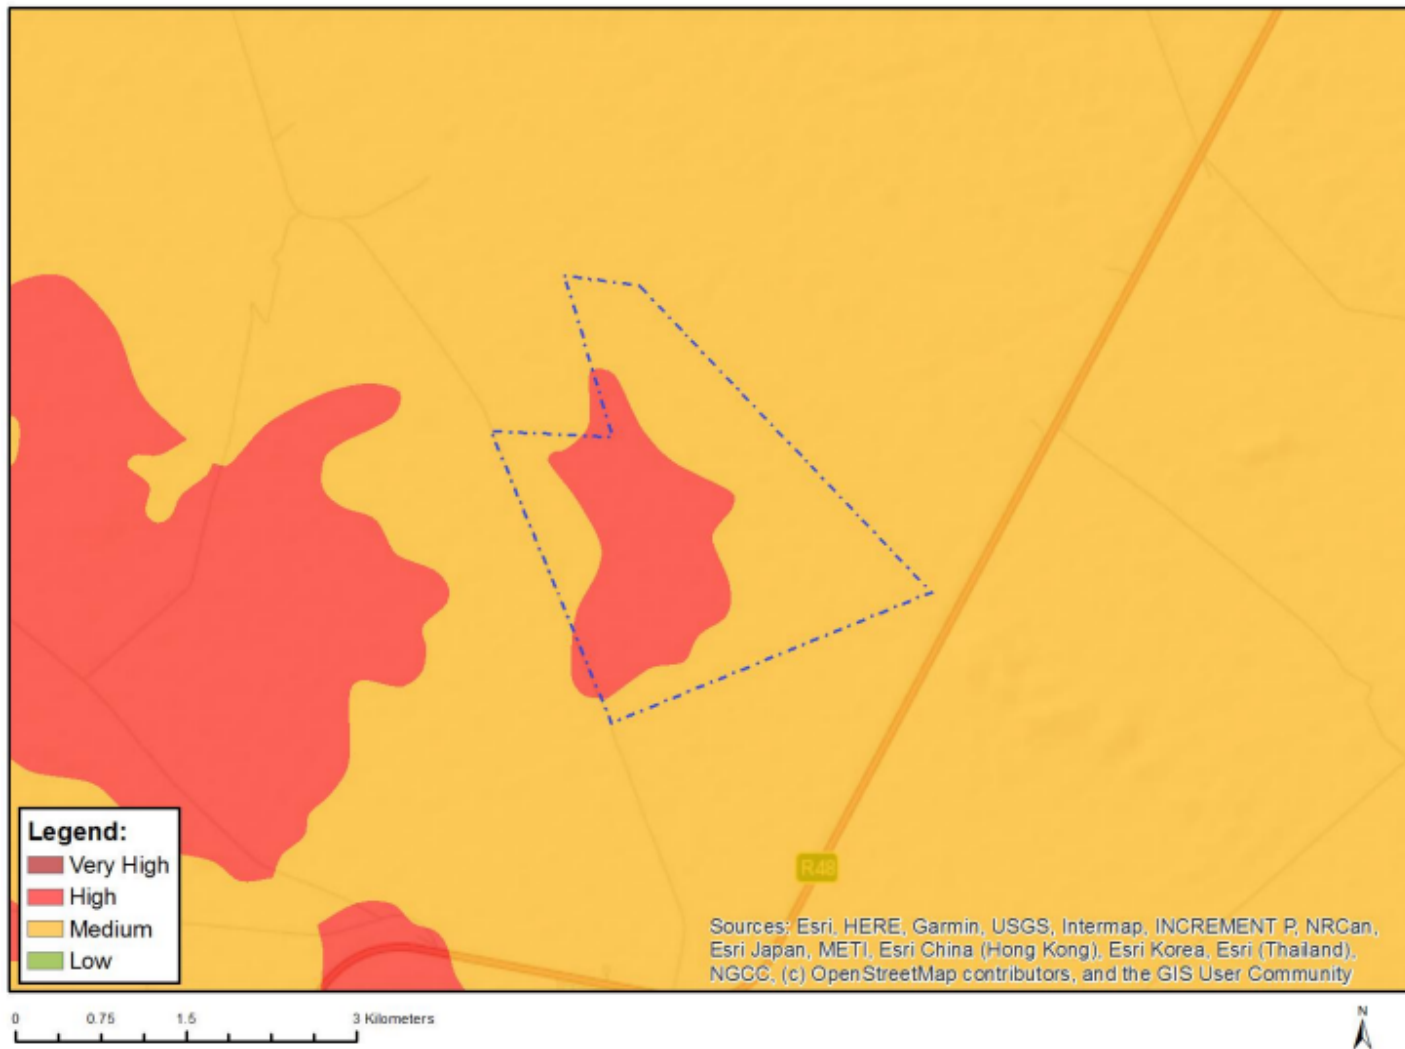 R48
Legend:
Very High
High
Medium
Low
Sources: Esri, HERE, Garmin, USGS, Intermap, INCREMENT P, NRCan,
Esri Japan, METI, Esri China (Hong Kong), Esri Korea, Esri (Thailand),
NGCC, (c) OpenStreetMap contributors, and the GIS User Community
0 0.75 1.5 3 Kilometers
N